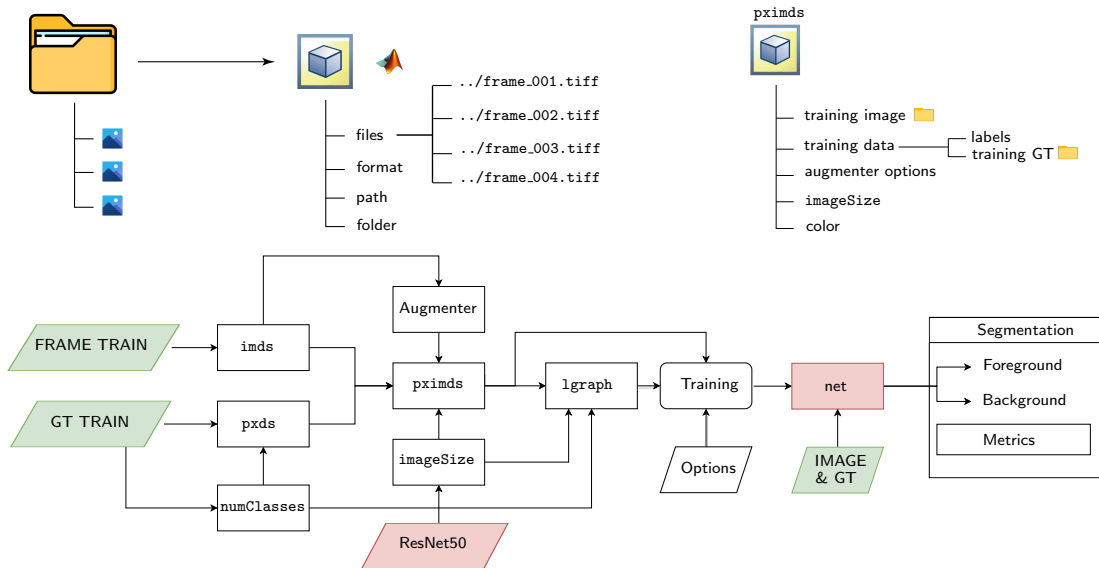 pximds
../frame_001.tiff
../frame_002.tiff
../frame_003.tiff
../frame_004.tiff
files
format
path
folder
training image
training data
labels
training GT
augmenter options
imageSize
color
Augmenter
FRAME TRAIN
imds
pximds
lgraph
Training
net
Segmentation
Foreground
Background
Metrics
GT TRAIN
pxds
imageSize
Options
IMAGE
& GT
numClasses
ResNet50